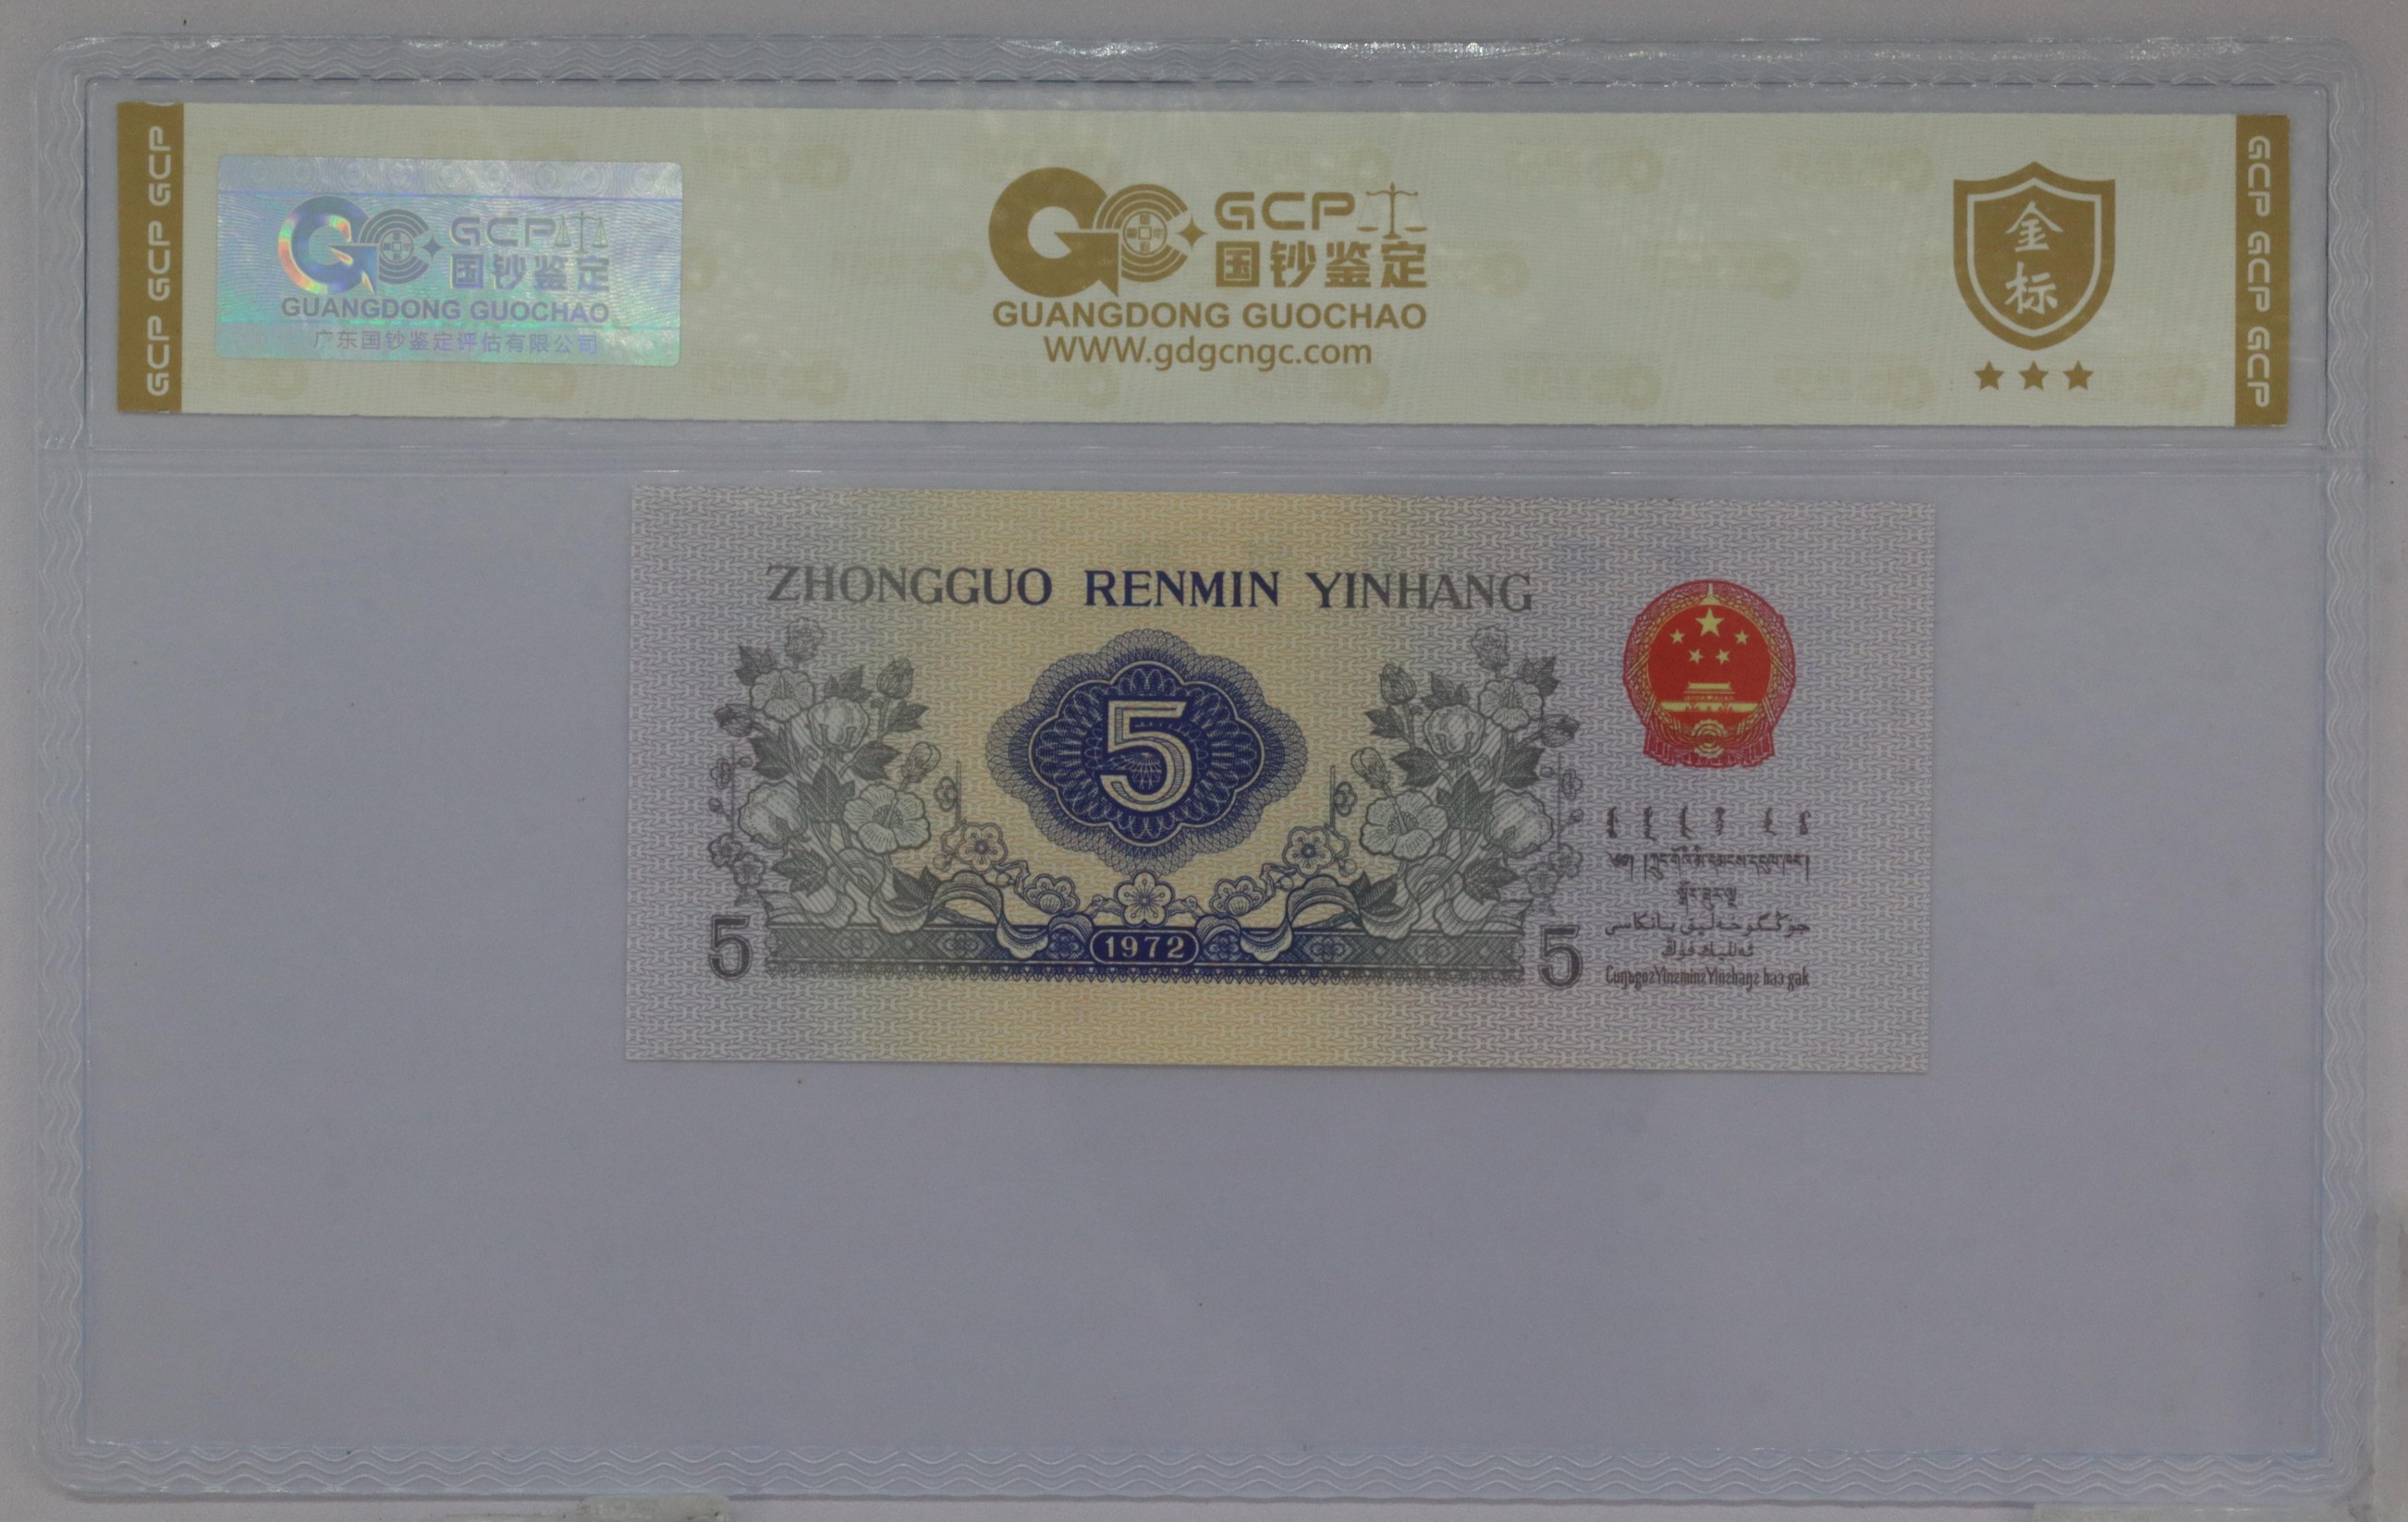 GCP GCP GCP
GCP
国钞鉴定
GUANGDONG GUOCHAO
广东国钞鉴定评估有限公司
GCP
国钞鉴定
GUANGDONG GUOCHAO
WWW.gdgcngc.com
金
标
GCP GCP GCP
ZHONGGUO RENMIN YINHANG
5
1972
5
5